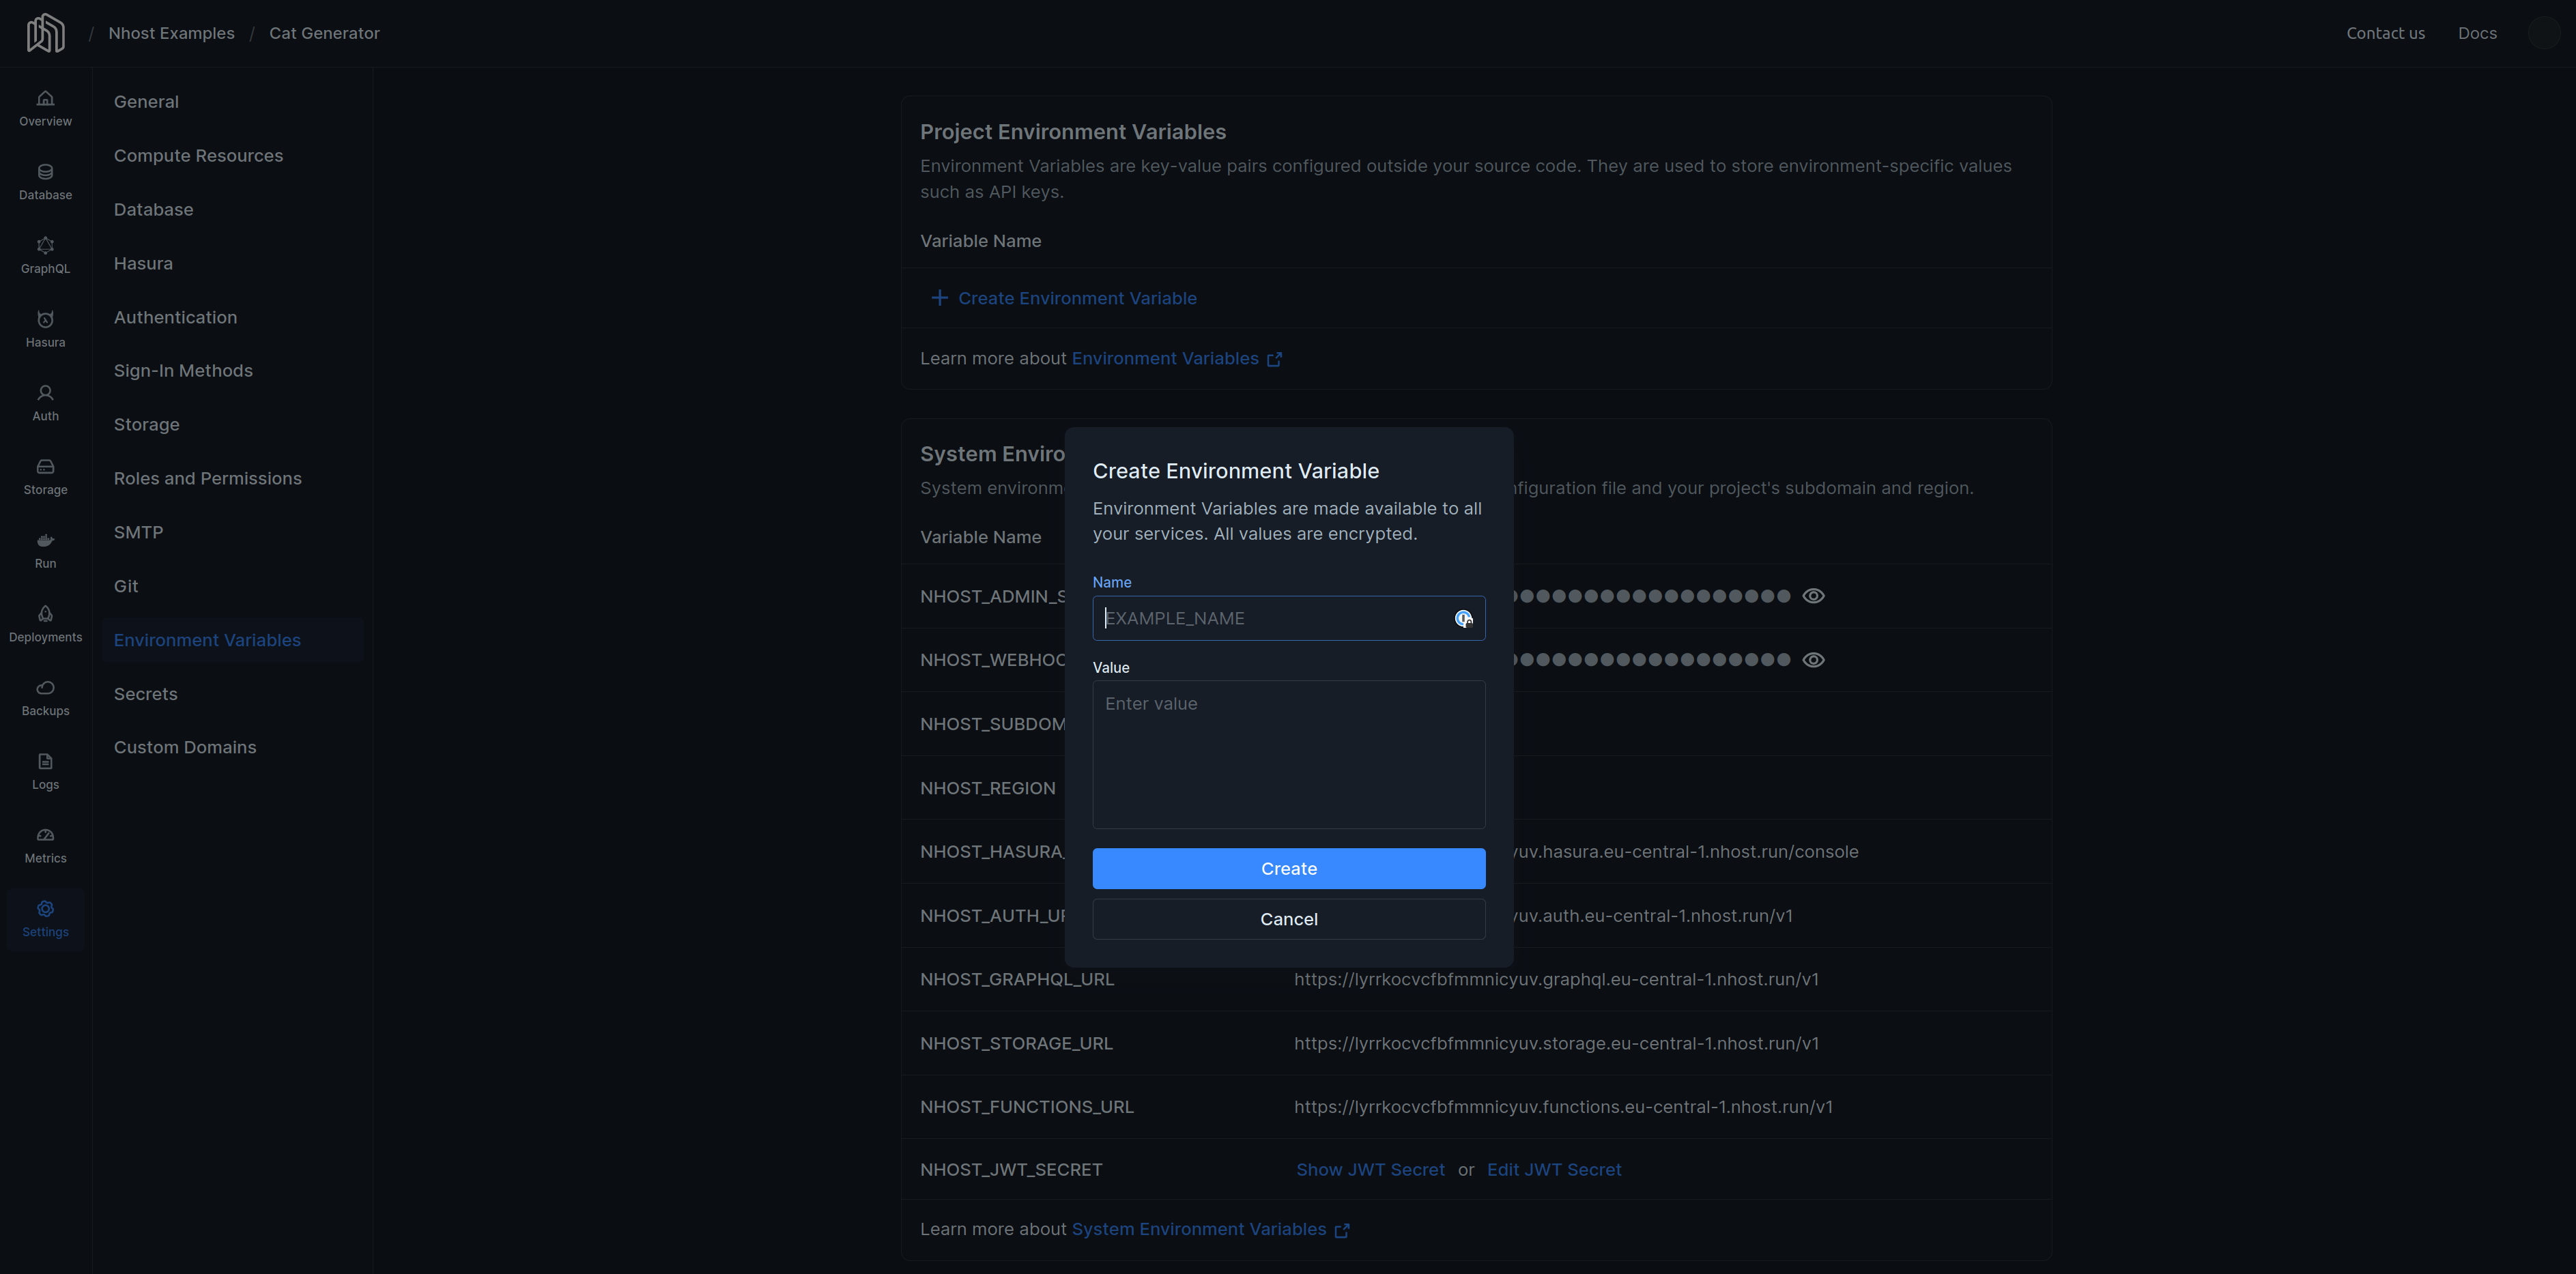 / Nhost Examples / Cat Generator
Contact us Docs
Overview
Database
GraphQL
Hasura
Auth
Storage
Run
Deployments
Backups
Logs
Metrics
Settings
General
Compute Resources
Database
Hasura
Authentication
Sign-In Methods
Storage
Roles and Permissions
SMTP
Git
Environment Variables
Secrets
Custom Domains
Project Environment Variables
Environment Variables are key-value pairs configured outside your source code. They are used to store environment-specific values
such as API keys.
Variable Name
+ Create Environment Variable
Learn more about Environment Variables
System Enviro
System environm
figuration file and your project's subdomain and region.
Variable Name
NHOST_ADMIN_S
NHOST_WEBHOO
NHOST_SUBDOM
NHOST_REGION
NHOST_HASURA_
yuv.hasura.eu-central-1.nhost.run/console
NHOST_AUTH_UR
yuv.auth.eu-central-1.nhost.run/v1
NHOST_GRAPHQL_URL https://lyrrkocvcfbfmmnicyuv.graphql.eu-central-1.nhost.run/v1
NHOST_STORAGE_URL https://lyrrkocvcfbfmmnicyuv.storage.eu-central-1.nhost.run/v1
NHOST_FUNCTIONS_URL https://lyrrkocvcfbfmmnicyuv.functions.eu-central-1.nhost.run/v1
NHOST_JWT_SECRET Show JWT Secret or Edit JWT Secret
Learn more about System Environment Variables
Create Environment Variable
Environment Variables are made available to all
your services. All values are encrypted.
Name
EXAMPLE_NAME
Value
Enter value
Create
Cancel